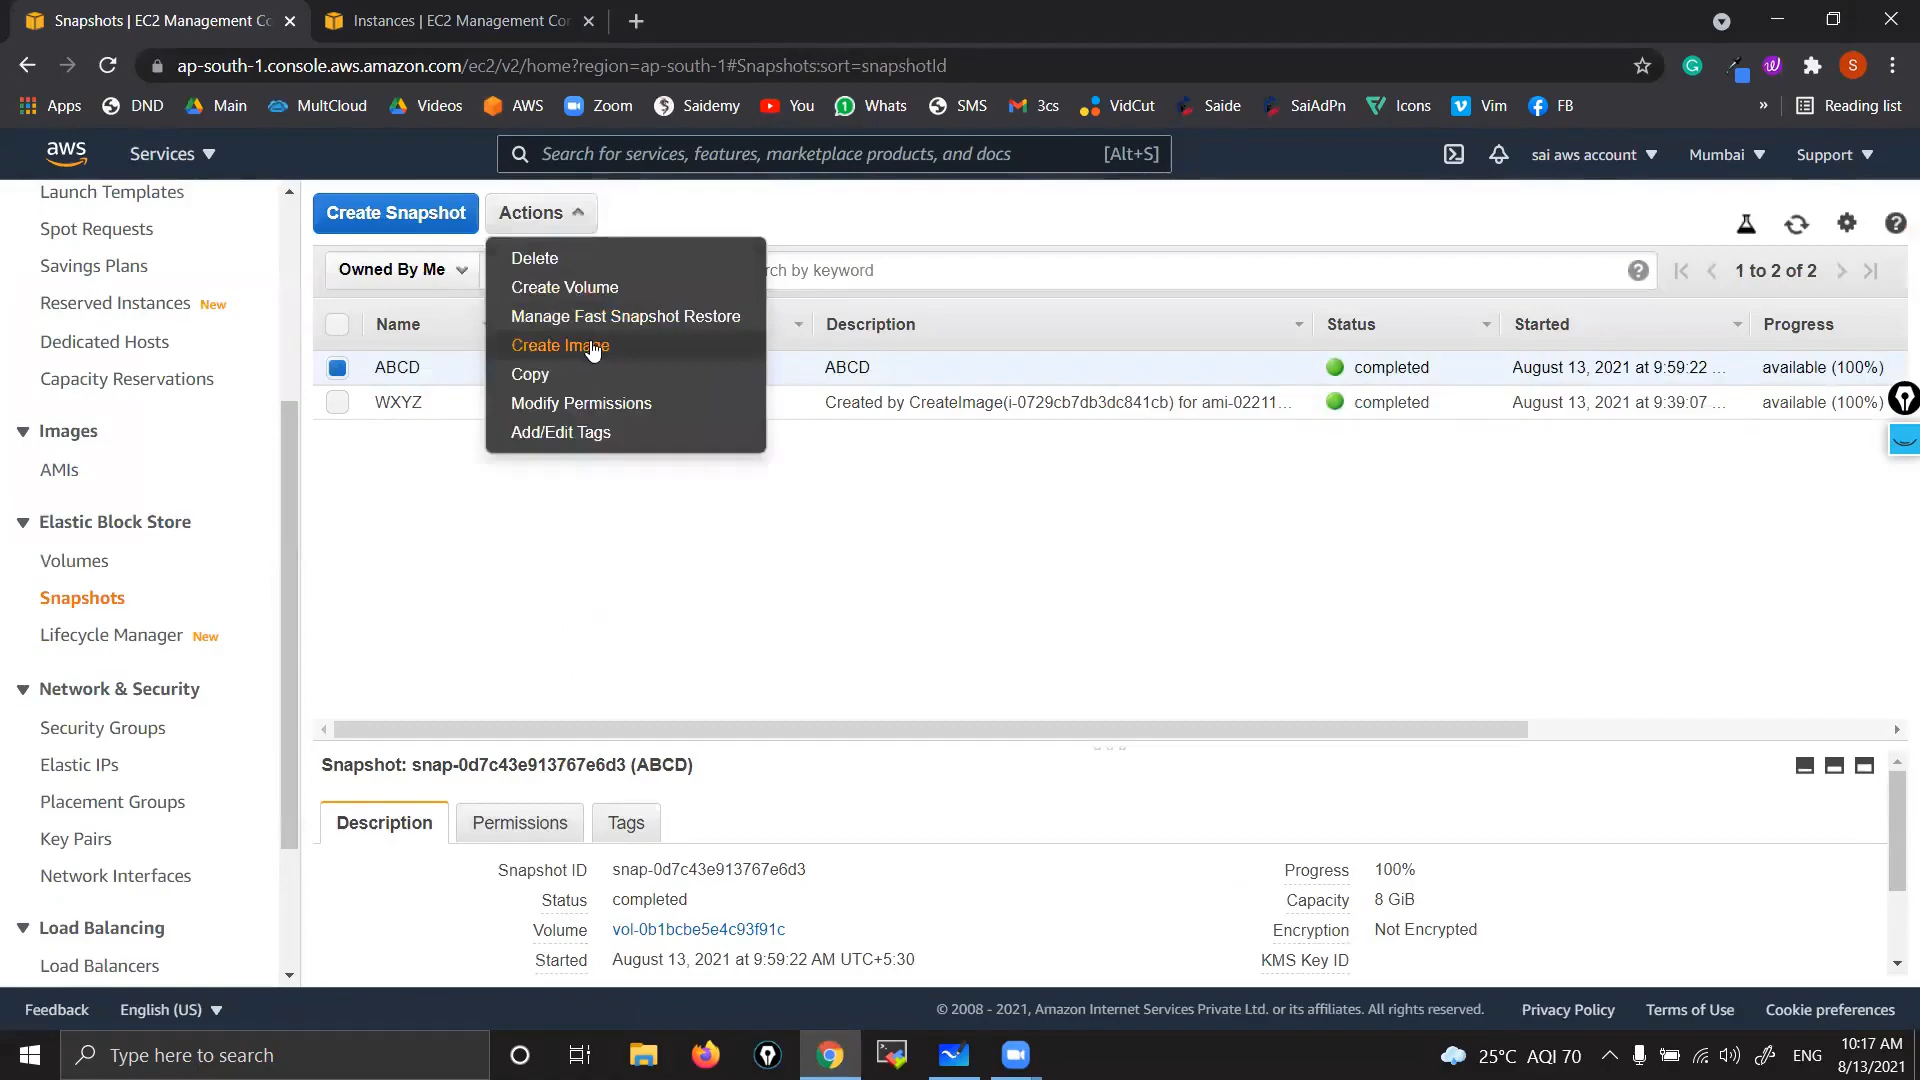 Snapshots | EC2 Management Co
Instances | EC2 Management Con
ap-south-1.console.aws.amazon.com/ec2/v2/home?region=ap-south-1#Snapshots:sort=snapshotId
Apps DND Main MultCloud Videos AWS Zoom Saidemy You Whats SMS 3cs VidCut Saide SaiAdPn Icons Vim FB » Reading list
aws Services Search for services, features, marketplace products, and docs [Alt+S] sai aws account Mumbai Support
Launch Templates
Spot Requests
Savings Plans
Reserved Instances New
Dedicated Hosts
Capacity Reservations
Images
AMIs
Elastic Block Store
Volumes
Snapshots
Lifecycle Manager New
Network & Security
Security Groups
Elastic IPs
Placement Groups
Key Pairs
Network Interfaces
Load Balancing
Load Balancers
Create Snapshot Actions
Delete
Create Volume
Manage Fast Snapshot Restore
Create Image
Copy
Modify Permissions
Add/Edit Tags
Owned By Me rch by keyword 1 to 2 of 2
Name Description Status Started Progress
ABCD ABCD completed August 13, 2021 at 9:59:22 ... available (100%)
WXYZ Created by CreateImage(i-0729cb7db3dc841cb) for ami-02211... completed August 13, 2021 at 9:39:07 ... available (100%)
Snapshot: snap-0d7c43e913767e6d3 (ABCD)
Description Permissions Tags
Snapshot ID snap-0d7c43e913767e6d3 Progress 100%
Status completed Capacity 8 GiB
Volume vol-0b1bcbe5e4c93f91c Encryption Not Encrypted
Started August 13, 2021 at 9:59:22 AM UTC+5:30 KMS Key ID
Feedback English (US) © 2008 - 2021, Amazon Internet Services Private Ltd. or its affiliates. All rights reserved. Privacy Policy Terms of Use Cookie preferences
Type here to search 25°C AQI 70 ENG 10:17 AM
8/13/2021